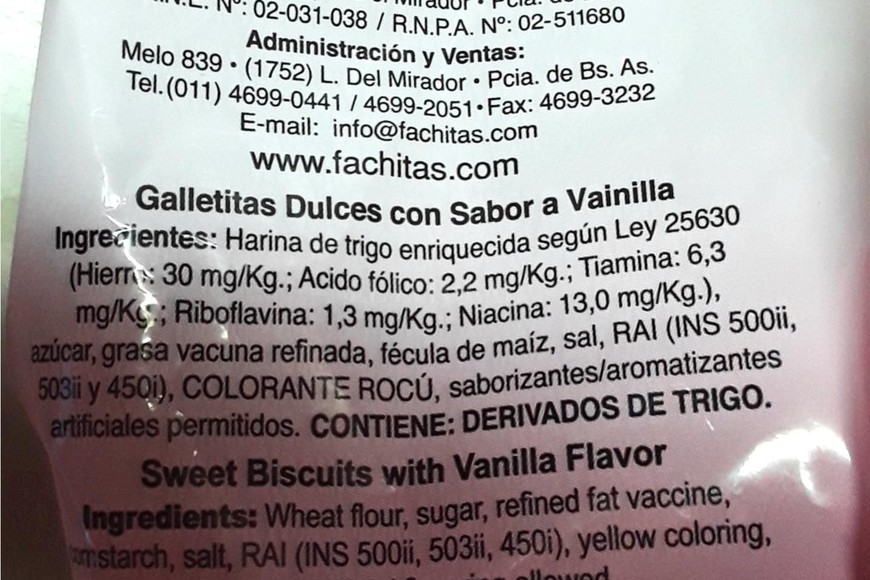 Nº: 02-031-038 / R.N.P.A. Nº: 02-511680
Administración y Ventas:
Melo 839 • (1752) L. Del Mirador • Pcia. de Bs. As.
Tel.(011) 4699-0441 / 4699-2051•Fax: 4699-3232
E-mail: info@fachitas.com
www.fachitas.com
Galletitas Dulces con Sabor a Vainilla
Ingredientes: Harina de trigo enriquecida según Ley 25630
(Hierro: 30 mg/Kg.; Acido fólico: 2,2 mg/Kg.; Tiamina: 6,3
mg/Kg.; Riboflavina: 1,3 mg/Kg.; Niacina: 13,0 mg/Kg.),
azúcar, grasa vacuna refinada, fécula de maíz, sal, RAI (INS 500ii,
503ii y 450i), COLORANTE ROCÚ, saborizantes/aromatizantes
artificiales permitidos. CONTIENE: DERIVADOS DE TRIGO.
Sweet Biscuits with Vanilla Flavor
Ingredients: Wheat flour, sugar, refined fat vaccine,
salt, RAI (INS 500ii, 503ii, 450i), yellow coloring,
allowed